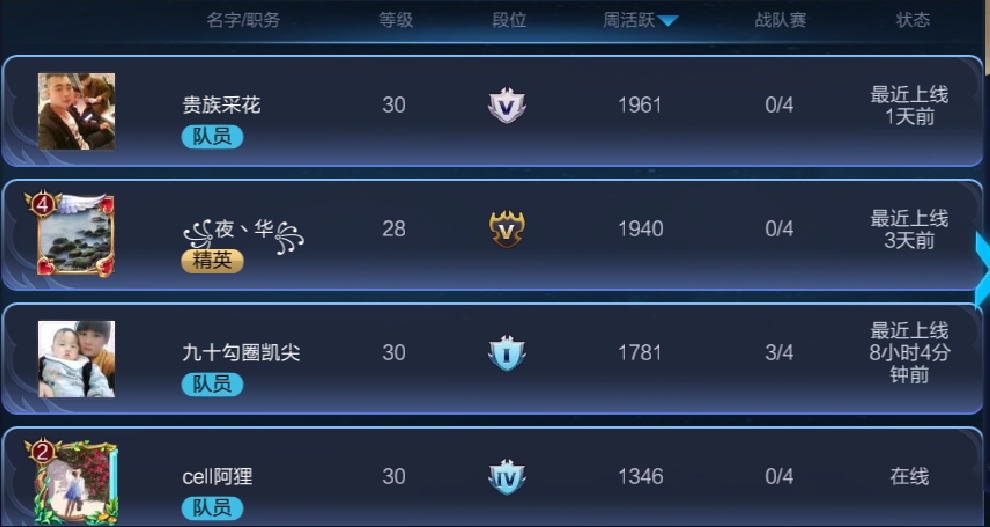 名字/职务 等级 段位 周活跃 战队赛 状态
贵族采花 30 V 1961 0/4 最近上线
1天前
队员
4
夜、华 28 V 1940 0/4 最近上线
3天前
精英
九十勾圈凯尖 30 I 1781 3/4 最近上线
8小时4分
钟前
队员
2
cell阿狸 30 IV 1346 0/4 在线
队员